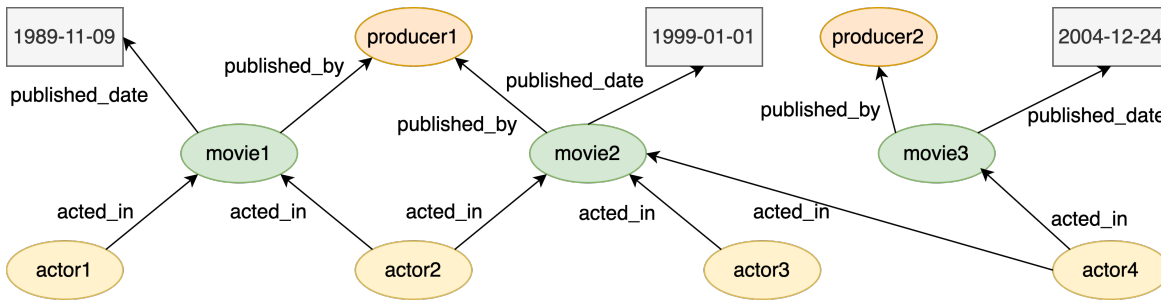 1989-11-09
producer1
1999-01-01
producer2
2004-12-24
published_by
published_date
published_date
published_by
published_by
published_date
movie1
movie2
movie3
acted_in
acted_in
acted_in
acted_in
acted_in
acted_in
actor1
actor2
actor3
actor4